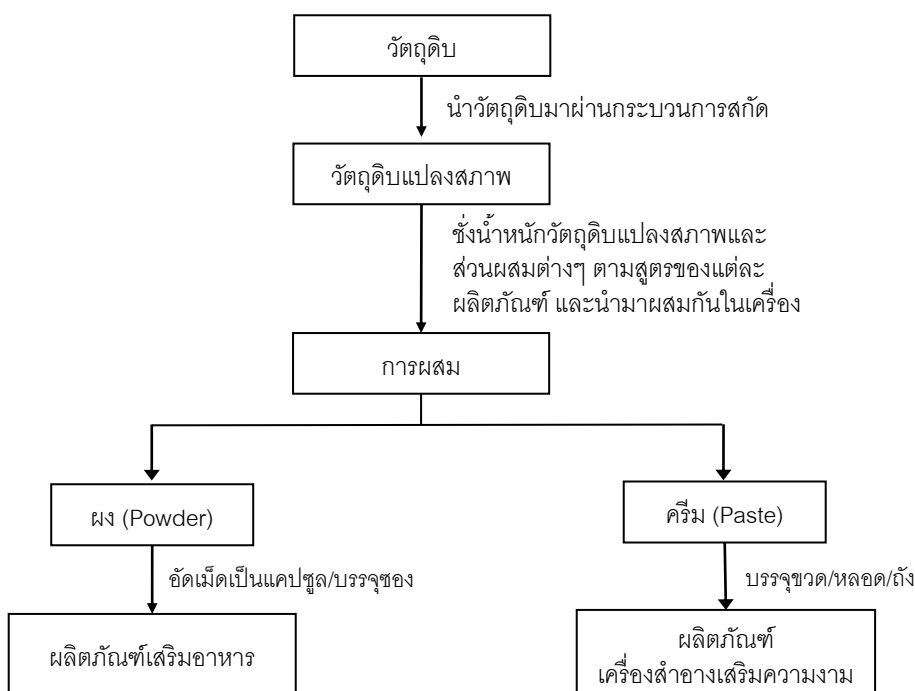 วัตถุดิบ
นำวัตถุดิบมาผ่านกระบวนการสกัด
วัตถุดิบแปลงสภาพ
ชั่งน้ำหนักวัตถุดิบแปลงสภาพและ
ส่วนผสมต่างๆ ตามสูตรของแต่ละ
ผลิตภัณฑ์ และนำมาผสมกันในเครื่อง
การผสม
ผง (Powder)
ครีม (Paste)
อัดเม็ดเป็นแคปซูล/บรรจุซอง
บรรจุขวด/หลอด/ถัง
ผลิตภัณฑ์เสริมอาหาร
ผลิตภัณฑ์
เครื่องสำอางเสริมความงาม